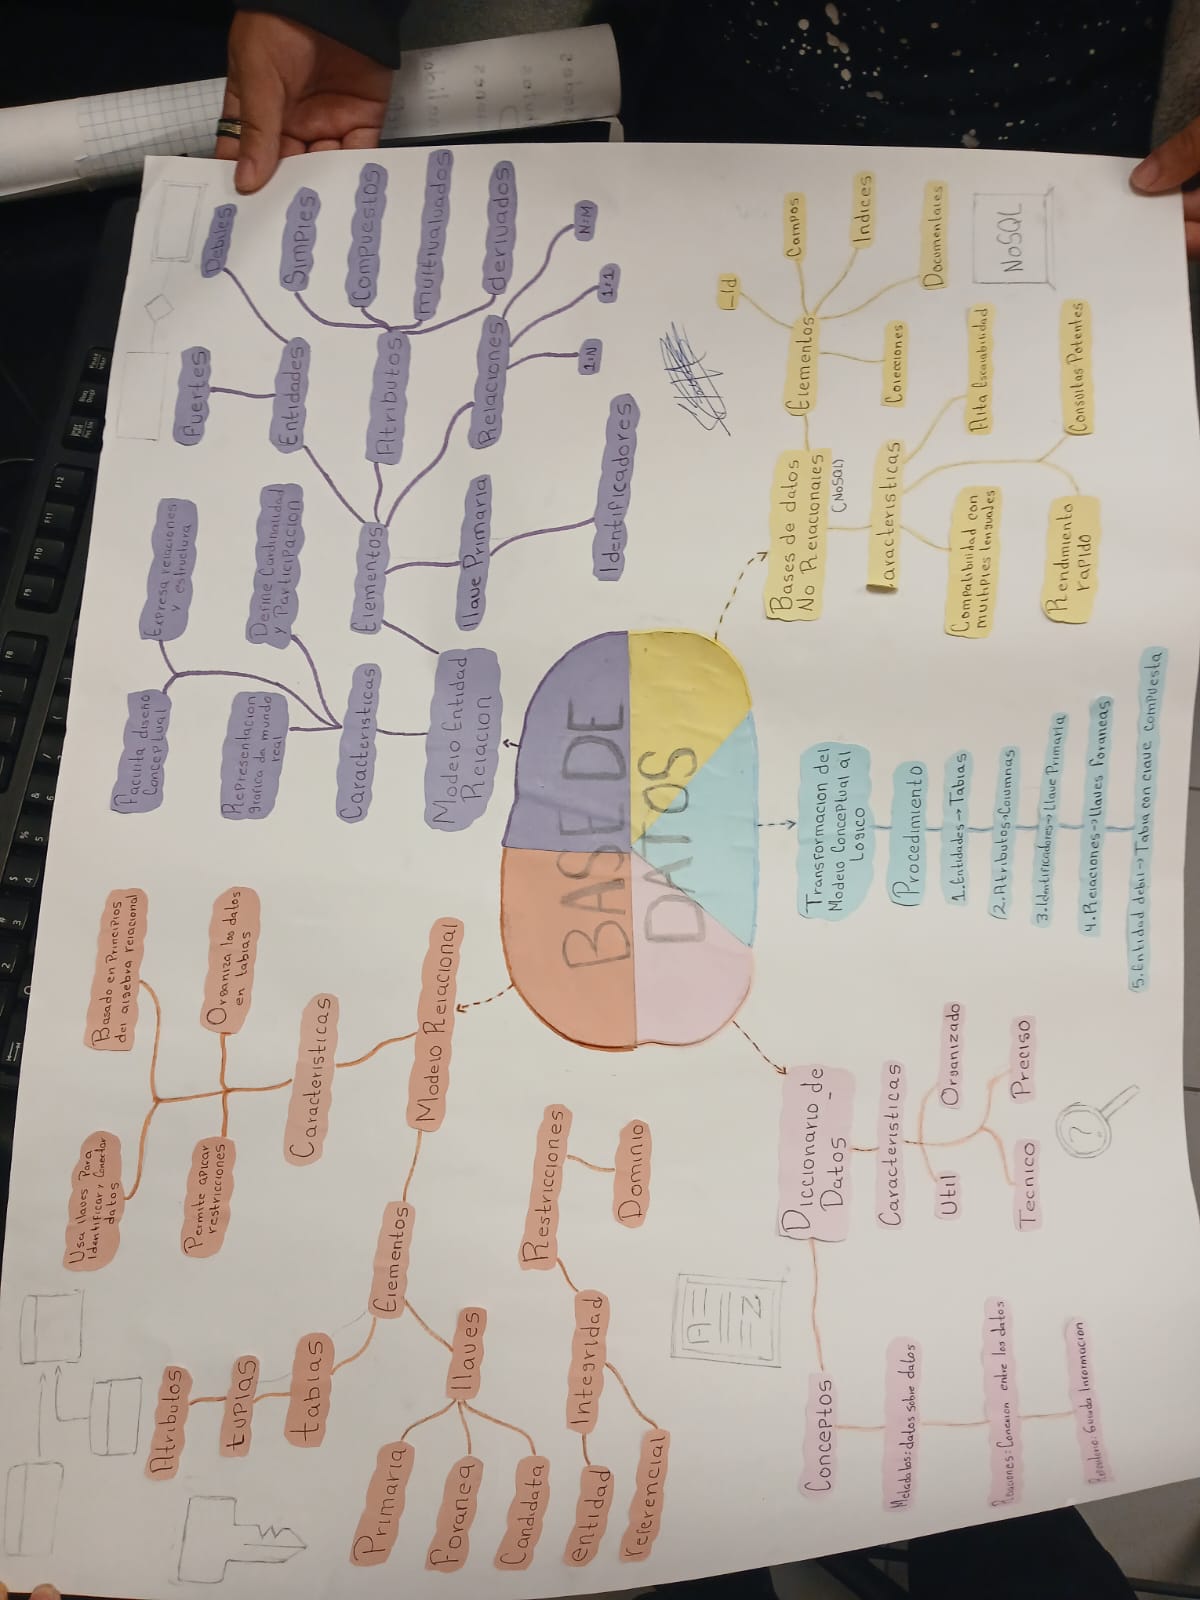 BASE DE
DATOS
Modelo Relacional
Caracteristicas
Basado en Principios
del algebra relacional
Organiza los datos
en tablas
Usa llaves Para
Identificar y Conectar
datos
Permite aplicar
restricciones
Elementos
tablas
tuplas
Atributos
llaves
Primaria
Foranea
Candidata
Restricciones
Dominio
Integridad
entidad
referencial
Modelo Entidad
Relacion
Caracteristicas
Facilita diseño
Conceptual
Expresa relaciones
y estructura
Representacion
grafica da mundo
real
Define Cardinalidad
y Participacion
Elementos
Entidades
Fuertes
Debiles
Atributos
Simples
Compuestos
multivaluados
derivados
Relaciones
N:M
1:1
1:N
llave Primaria
Identificadores
Bases de datos
No Relacionales
(NoSQL)
Elementos
_Id
Campos
Indices
Documentales
Colecciones
Caracteristicas
Alta Escalabilidad
Consultas Potentes
Compatibilidad con
multiples lenguajes
Rendimiento
rapido
NoSQL
Transformacion del
Modelo Conceptual al
Logico
Procedimiento
1.Entidades→Tablas
2.Atributos→Columnas
3.Identificadores→Llave Primaria
4.Relaciones→llaves Foraneas
5.Entidad debil→Tabla con clave compuesta
Diccionario de
Datos
Caracteristicas
Util
Organizado
Tecnico
Preciso
?
Conceptos
Metadatos:datos sobre datos
Relaciones=Conexion entre los datos
Guarda Informacion
A
Z